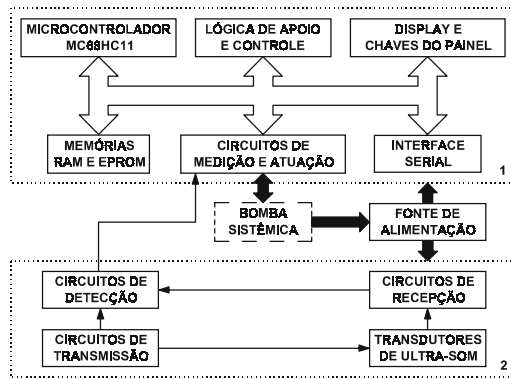 MICROCONTROLADOR
MC68HC11
LÓGICA DE APOIO
E CONTROLE
DISPLAY E
CHAVES DO PAINEL
MEMÓRIAS
RAM E EPROM
CIRCUITOS DE
MEDIÇÃO E ATUAÇÃO
INTERFACE
SERIAL
1
BOMBA
SISTÊMICA
FONTE DE
ALIMENTAÇÃO
CIRCUITOS DE
DETECÇÃO
CIRCUITOS DE
RECEPÇÃO
CIRCUITOS DE
TRANSMISSÃO
TRANSDUTORES
DE ULTRA-SOM
2